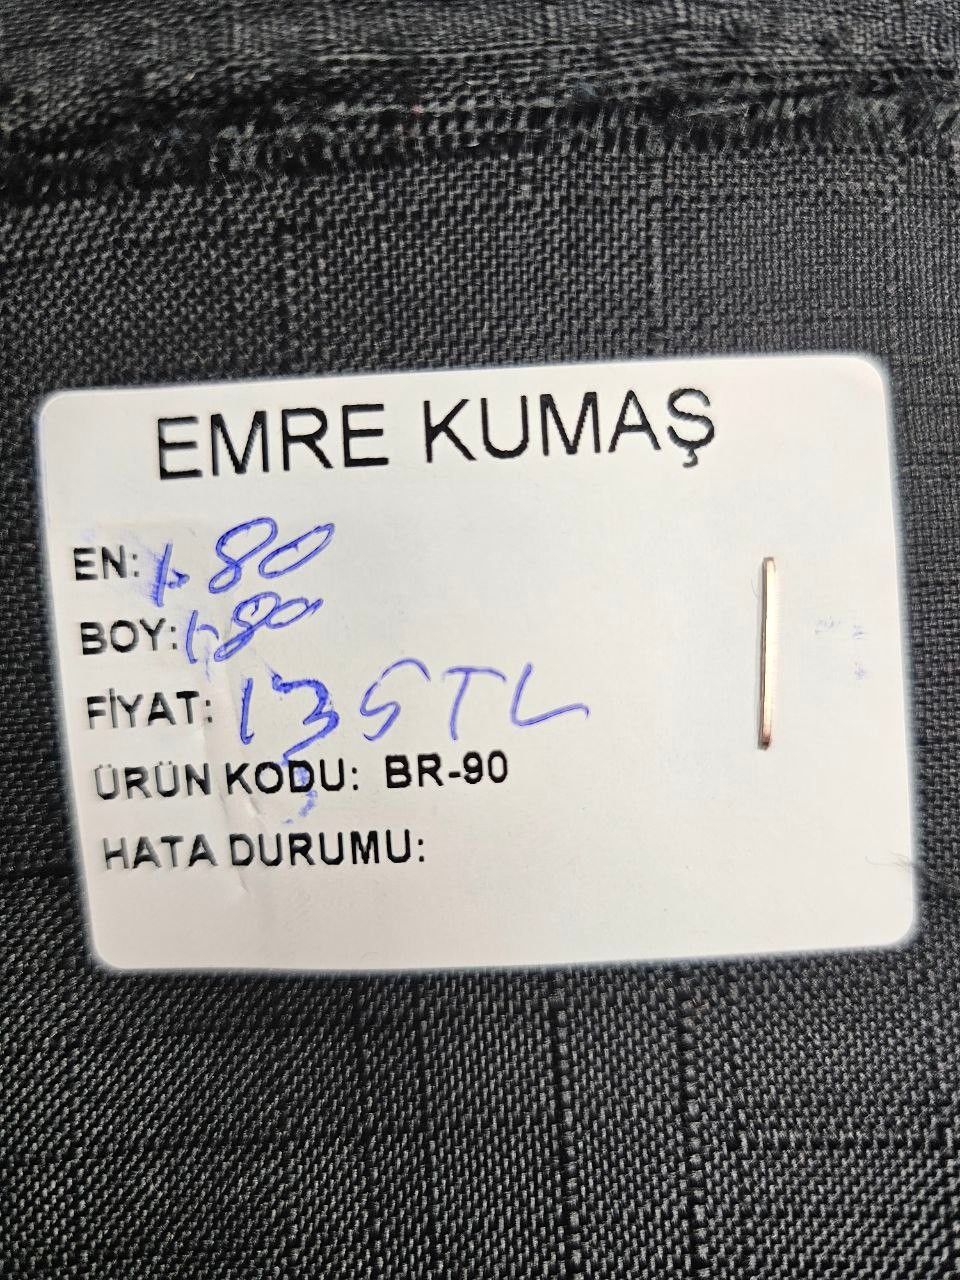 EMRE KUMAŞ
EN: 1.80
BOY: 1.80
FİYAT: 135TL
ÜRÜN KODU: BR-90
HATA DURUMU: